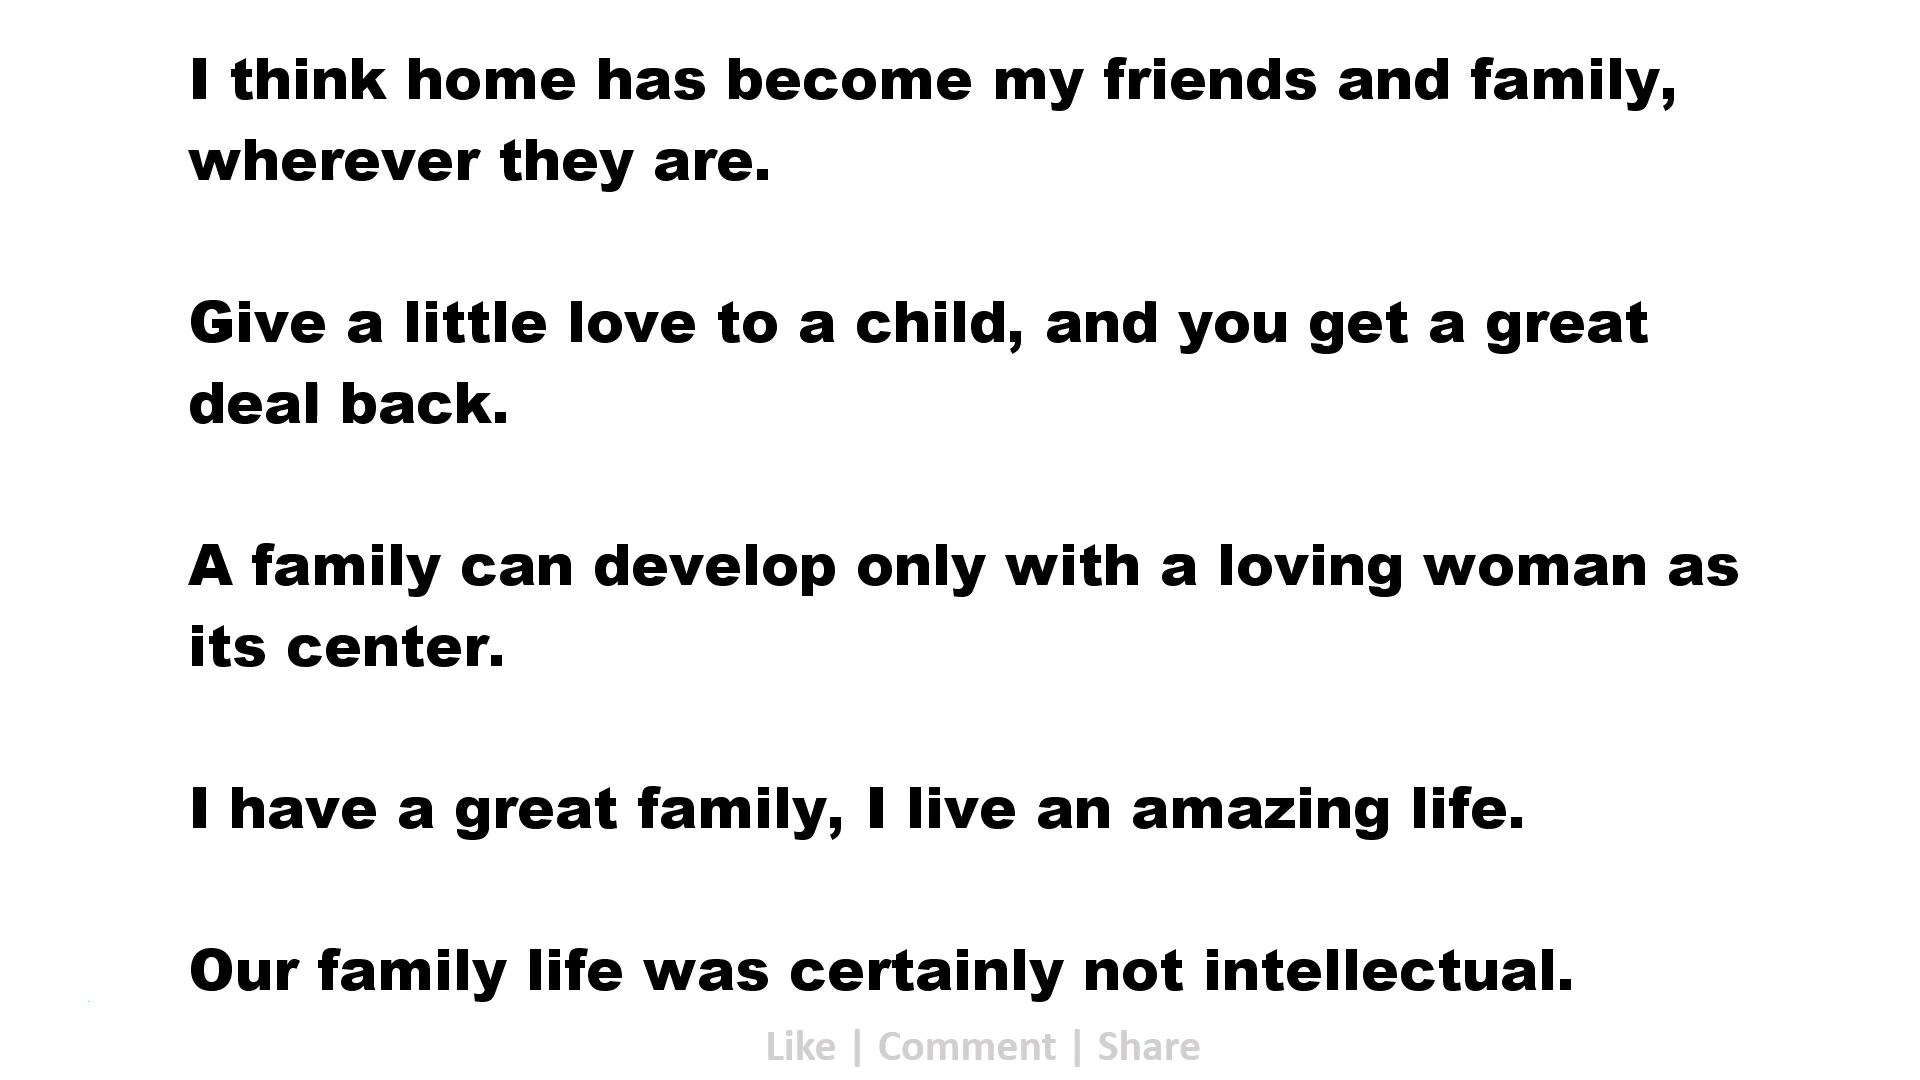 I think home has become my friends and family,
wherever they are.
Give a little love to a child, and you get a great
deal back.
A family can develop only with a loving woman as
its center.
I have a great family, I live an amazing life.
Our family life was certainly not intellectual.
Like | Comment | Share